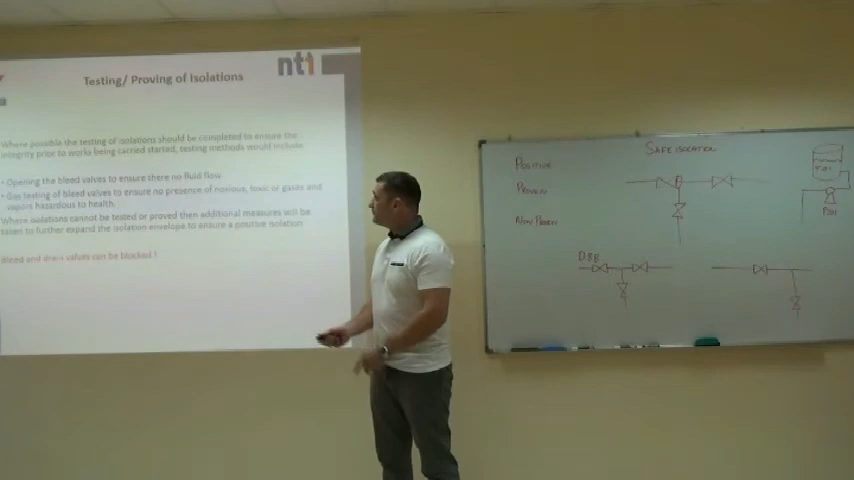 nti
Testing/ Proving of Isolations
Where possible the testing of isolations should be completed to ensure the
integrity prior to works being carried started, testing methods would include
• Opening the bleed valves to ensure there no fluid flow
• Gas testing of bleed valves to ensure no presence of noxious, toxic or gasses and
vapors hazardous to health.
Where isolations cannot be tested or proved then additional measures will be
taken to further expand the isolation envelope to ensure a positive isolation
Bleed and drain valves can be blocked !
SAFE ISOLATION
POSITIVE
PROVEN
NON PROVEN
DBB